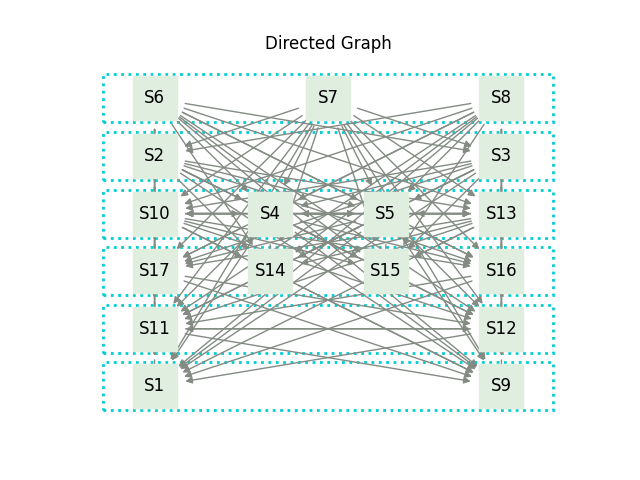 Directed Graph
S6 S7 S8
S2 S3
S10 S4 S5 S13
S17 S14 S15 S16
S11 S12
S1 S9